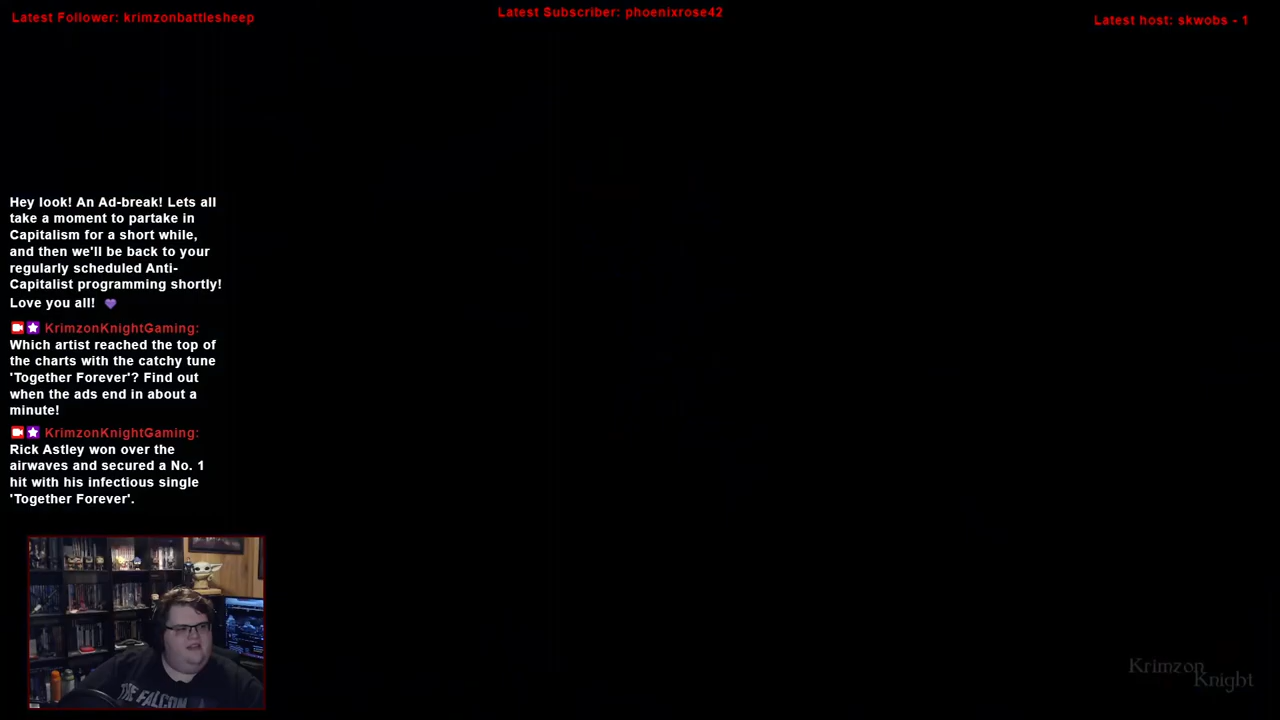 Latest Follower: krimzonbattlesheep
Latest Subscriber: phoenixrose42
Latest host: skwobs - 1
Hey look! An Ad-break! Lets all
take a moment to partake in
Capitalism for a short while,
and then we'll be back to your
regularly scheduled Anti-
Capitalist programming shortly!
Love you all!
KrimzonKnightGaming:
Which artist reached the top of
the charts with the catchy tune
'Together Forever'? Find out
when the ads end in about a
minute!
KrimzonKnightGaming:
Rick Astley won over the
airwaves and secured a No. 1
hit with his infectious single
'Together Forever'.
THE FALCON
Krimzon
Knight